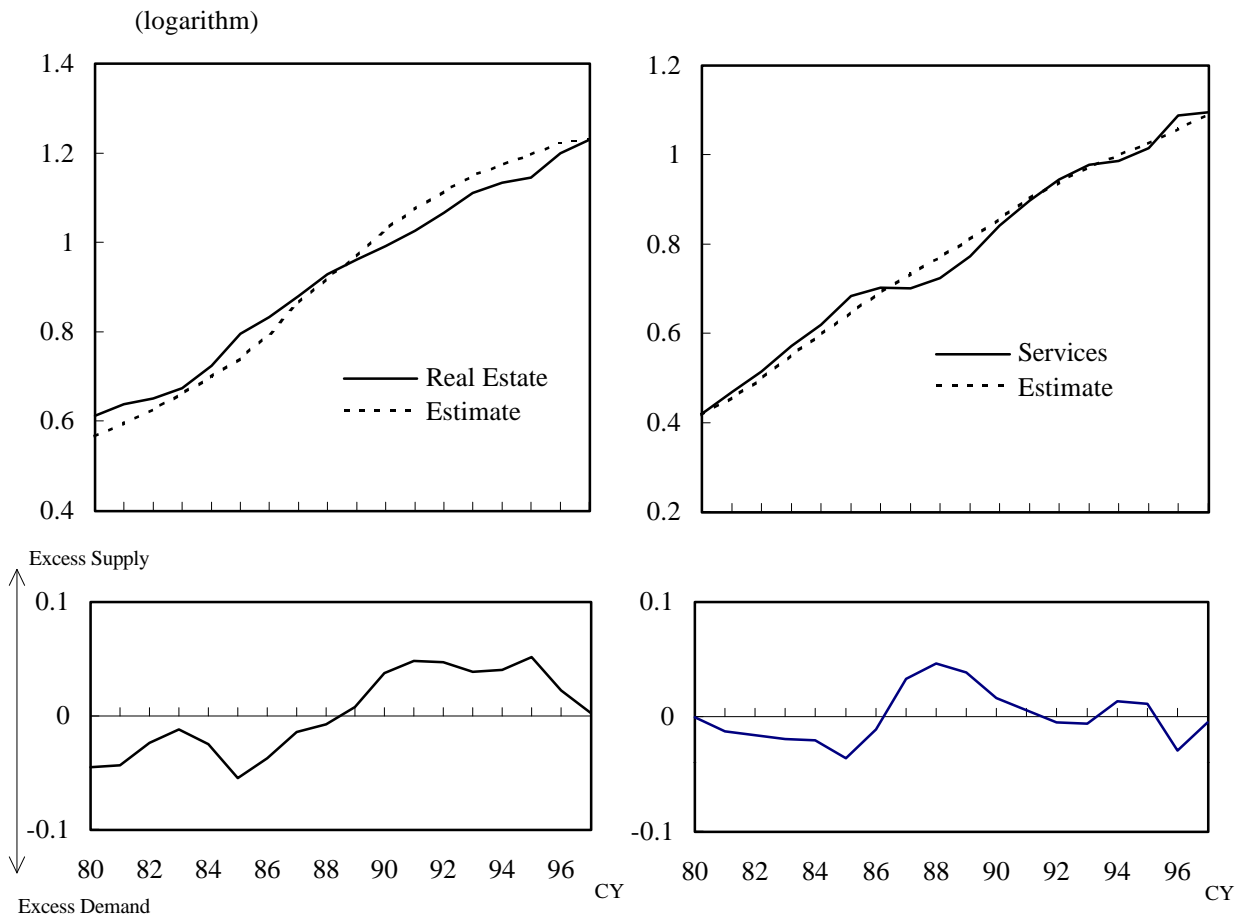 (logarithm)
1.4
1.2
1
0.8
0.6
0.4
Real Estate
Estimate
1.2
1
0.8
0.6
0.4
0.2
Services
Estimate
Excess Supply
0.1
0
-0.1
80 82 84 86 88 90 92 94 96
CY
Excess Demand
0.1
0
-0.1
80 82 84 86 88 90 92 94 96
CY